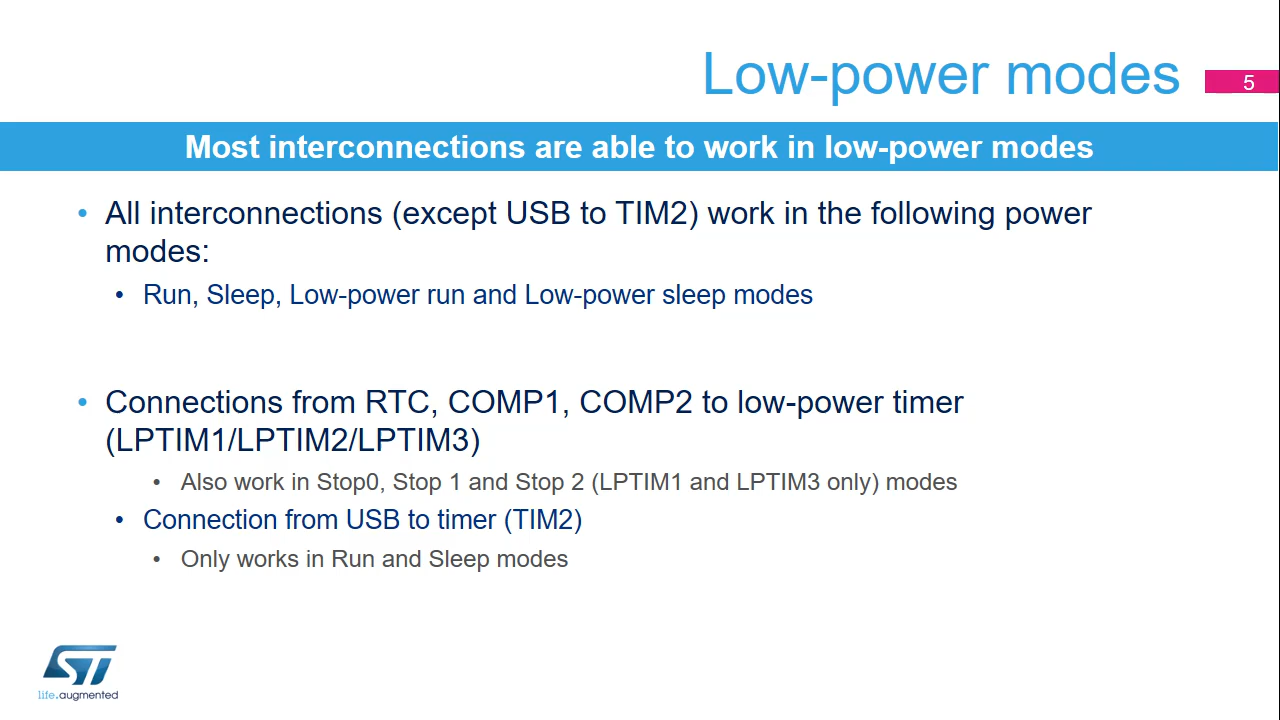 Low-power modes
5
Most interconnections are able to work in low-power modes
• All interconnections (except USB to TIM2) work in the following power
modes:
• Run, Sleep, Low-power run and Low-power sleep modes
• Connections from RTC, COMP1, COMP2 to low-power timer
(LPTIM1/LPTIM2/LPTIM3)
• Also work in Stop0, Stop 1 and Stop 2 (LPTIM1 and LPTIM3 only) modes
• Connection from USB to timer (TIM2)
• Only works in Run and Sleep modes
ST
life.augmented